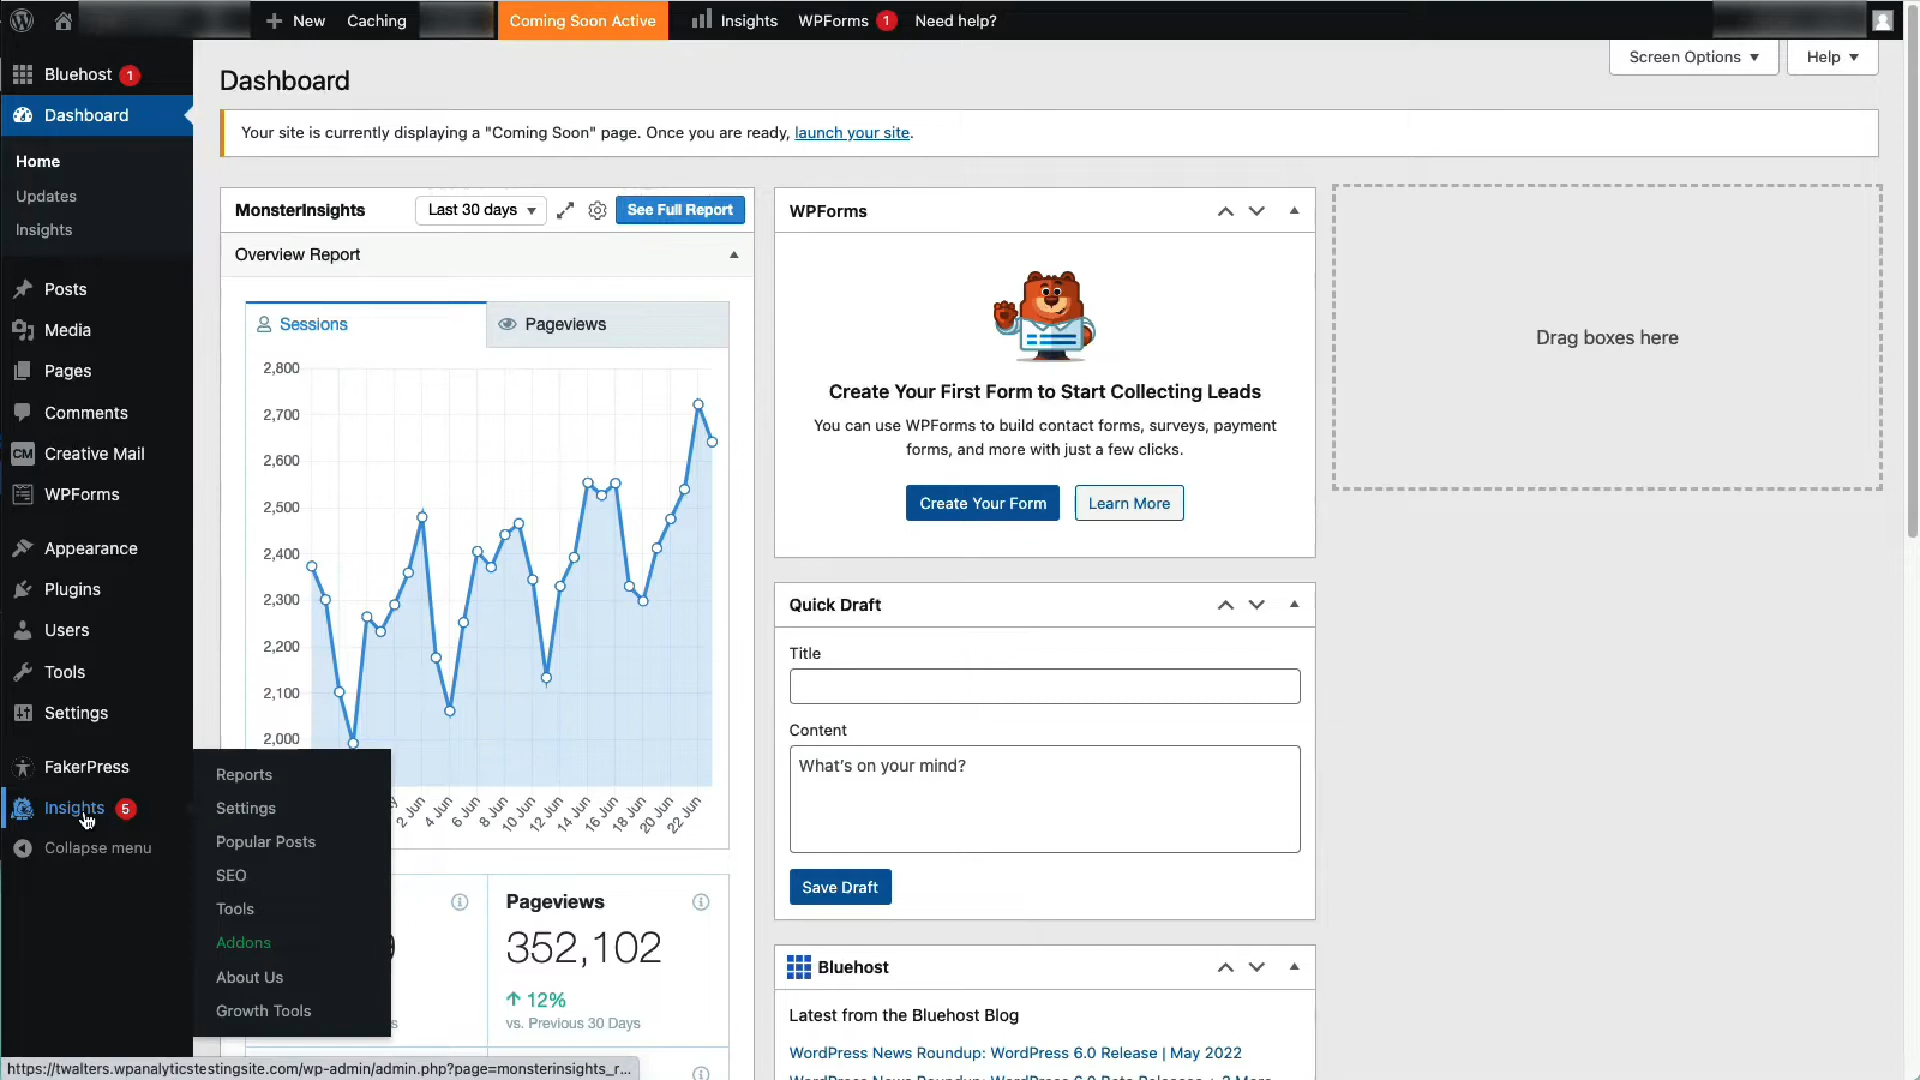 New
Caching
Coming Soon Active
Insights
WPForms 1
Need help?
Screen Options
Help
Bluehost 1
Dashboard
Home
Updates
Insights
Posts
Media
Pages
Comments
CM Creative Mail
WPForms
Appearance
Plugins
Users
Tools
Settings
FakerPress
Insights 5
Collapse menu
Reports
Settings
Popular Posts
SEO
Tools
Addons
About Us
Growth Tools
Dashboard
Your site is currently displaying a "Coming Soon" page. Once you are ready, launch your site.
MonsterInsights
Last 30 days
See Full Report
Overview Report
Sessions
Pageviews
2,800
2,700
2,600
2,500
2,400
2,300
2,200
2,100
2,000
2 Jun
4 Jun
6 Jun
8 Jun
10 Jun
12 Jun
14 Jun
16 Jun
18 Jun
20 Jun
22 Jun
Pageviews
352,102
12%
vs. Previous 30 Days
WPForms
Create Your First Form to Start Collecting Leads
You can use WPForms to build contact forms, surveys, payment
forms, and more with just a few clicks.
Create Your Form
Learn More
Quick Draft
Title
Content
What's on your mind?
Save Draft
Bluehost
Latest from the Bluehost Blog
WordPress News Roundup: WordPress 6.0 Release | May 2022
Drag boxes here
https://twalters.wpanalyticstestingsite.com/wp-admin/admin.php?page=monsterinsights_r...